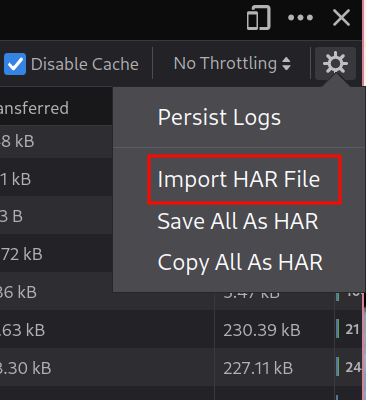 Disable Cache
No Throttling
ansferred
Persist Logs
8 kB
1 kB
Import HAR File
3 B
Save All As HAR
72 kB
Copy All As HAR
36 kB
5.47 kB
.63 kB
230.39 kB
21
3.30 kB
227.11 kB
24